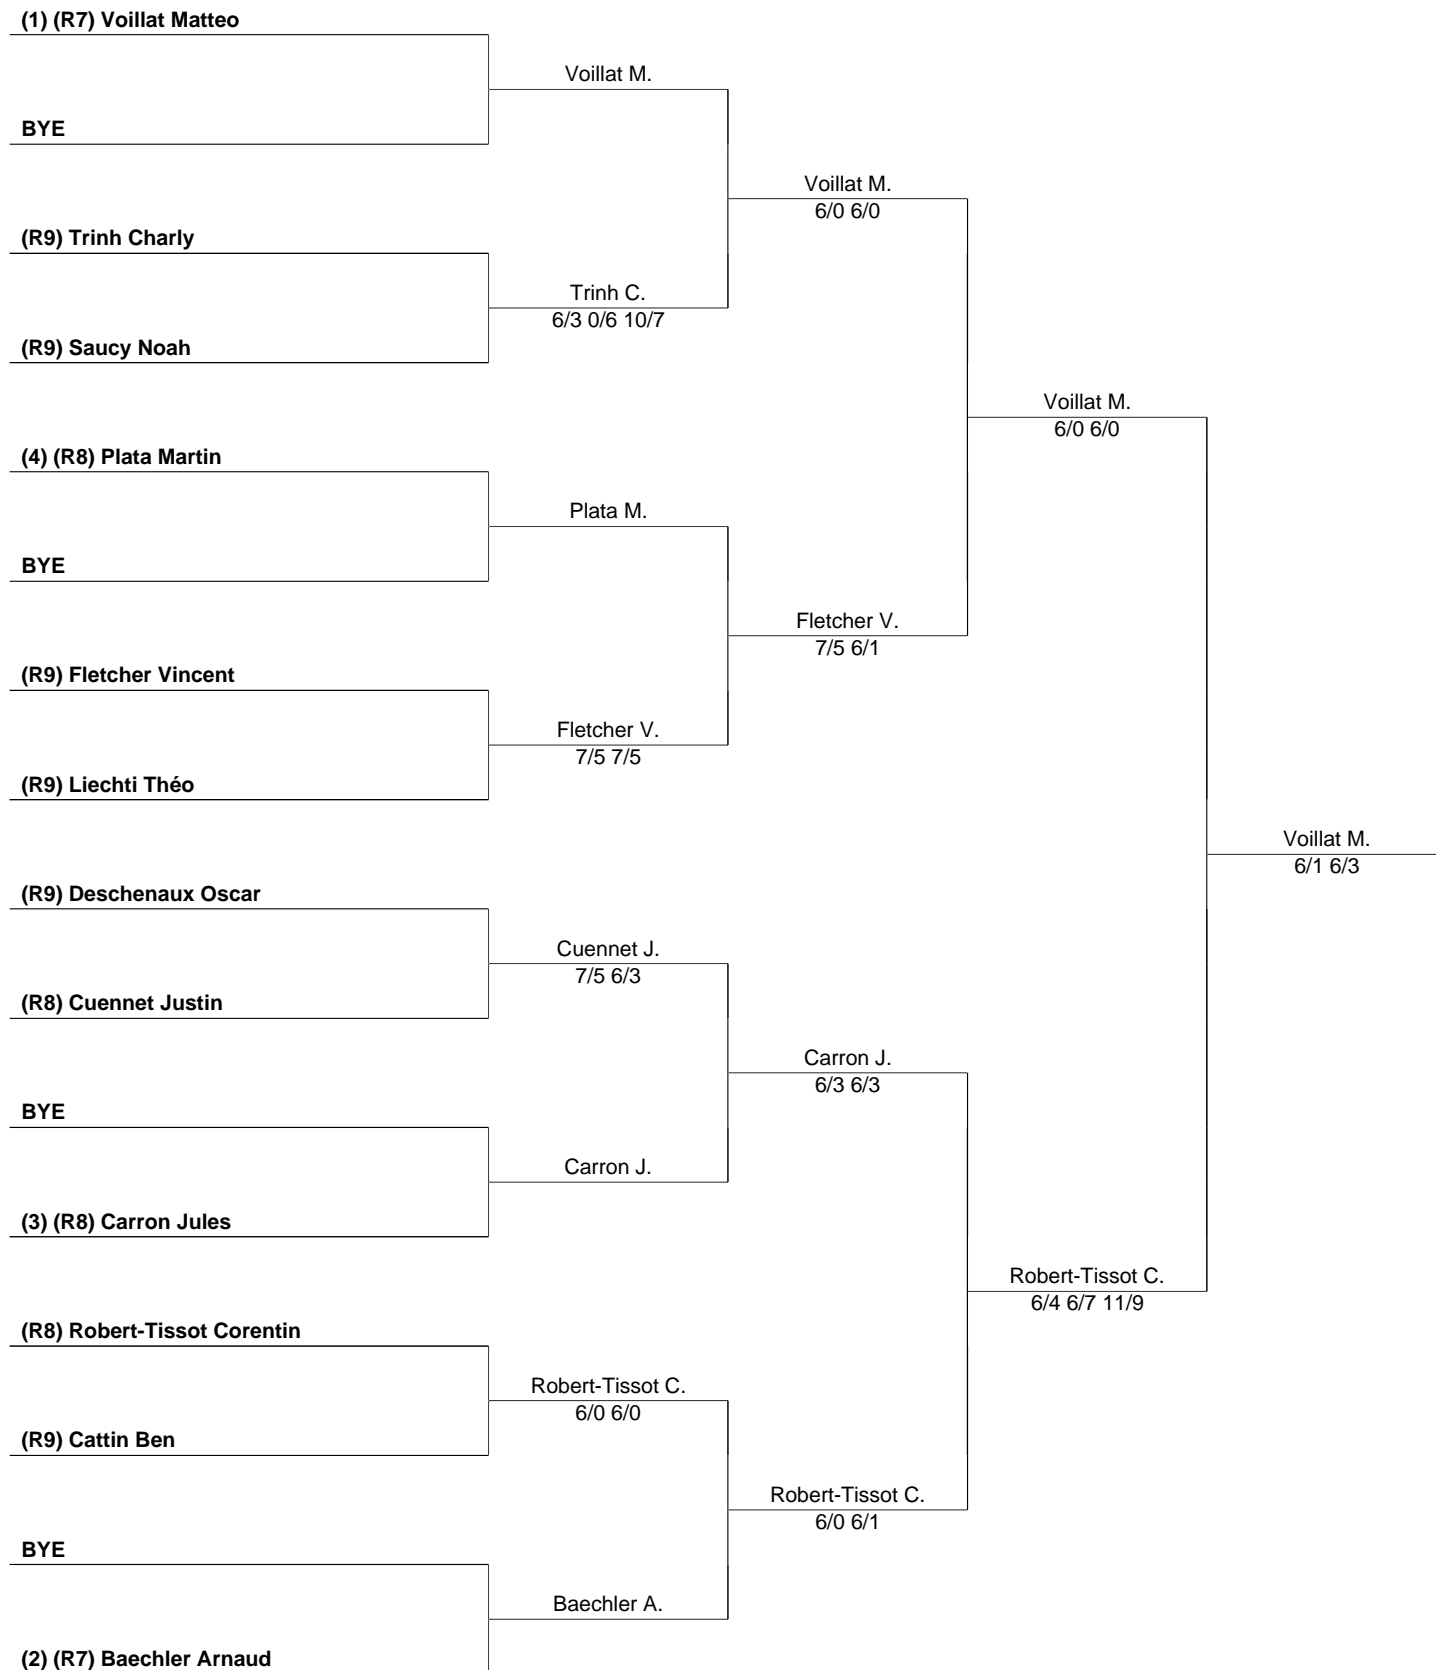 (1) (R7) Voillat Matteo
Voillat M.
BYE
Voillat M.
6/0 6/0
(R9) Trinh Charly
Trinh C.
6/3 0/6 10/7
(R9) Saucy Noah
Voillat M.
6/0 6/0
(4) (R8) Plata Martin
Plata M.
BYE
Fletcher V.
7/5 6/1
(R9) Fletcher Vincent
Fletcher V.
7/5 7/5
(R9) Liechti Théo
Voillat M.
6/1 6/3
(R9) Deschenaux Oscar
Cuennet J.
7/5 6/3
(R8) Cuennet Justin
Carron J.
6/3 6/3
BYE
Carron J.
(3) (R8) Carron Jules
Robert-Tissot C.
6/4 6/7 11/9
(R8) Robert-Tissot Corentin
Robert-Tissot C.
6/0 6/0
(R9) Cattin Ben
Robert-Tissot C.
6/0 6/1
BYE
Baechler A.
(2) (R7) Baechler Arnaud